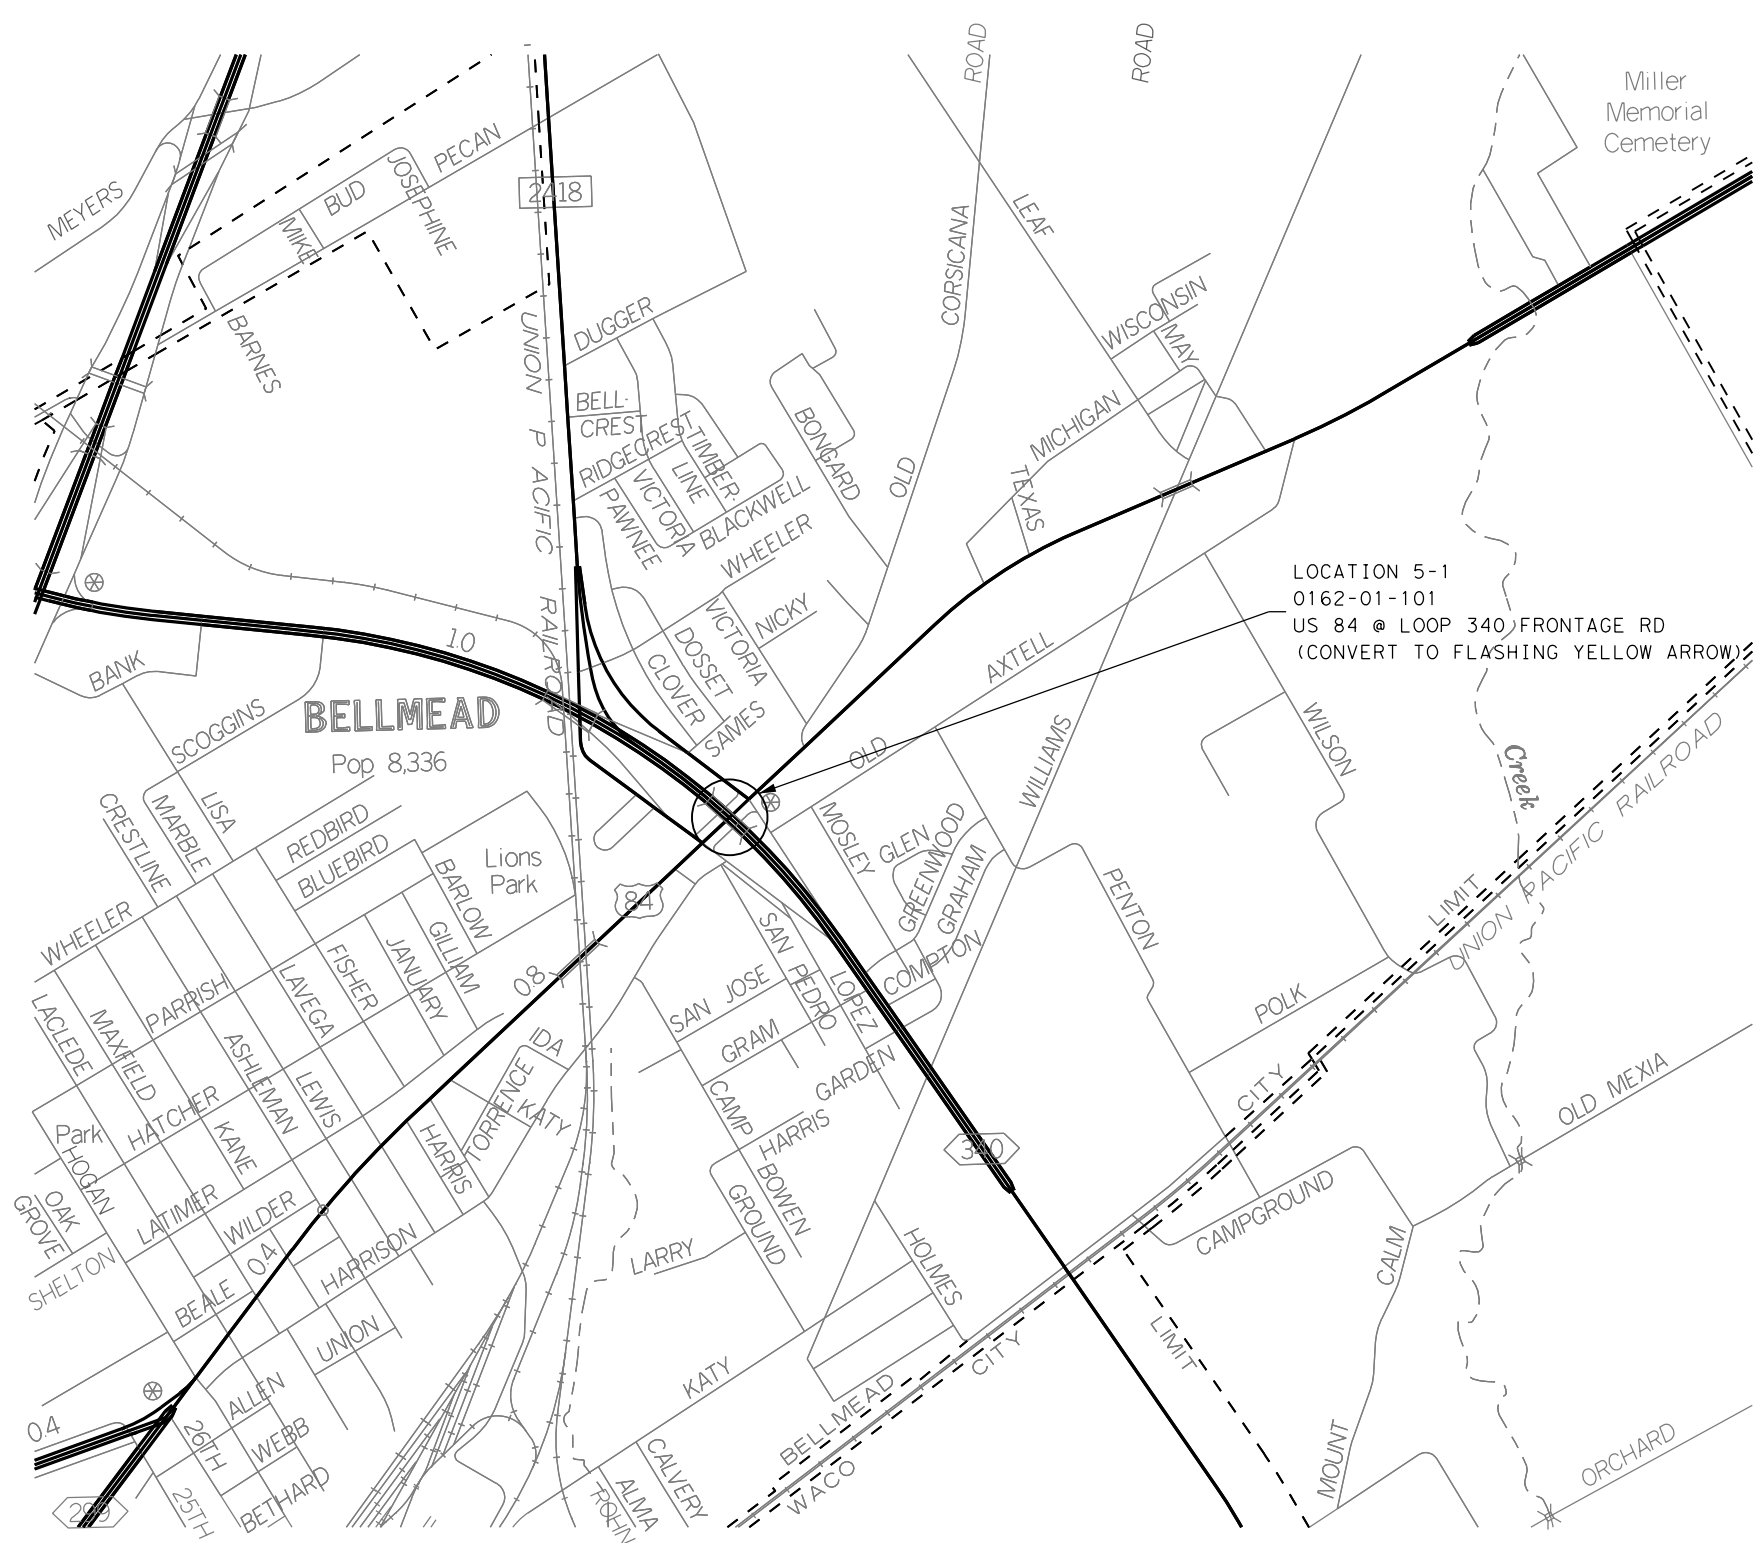 ROAD
ROAD
Miller
Memorial
Cemetery
MEYERS
BUD
JOSEPHINE
PECAN
MIKE
2418
LEAF
CORSICANA
WISCONSIN
MAY
BARNES
UNION PACIFIC RAILROAD
DUGGER
BELL-
CREST
RIDGECREST
TIMBER-
LINE
VICTORIA
PAWNEE
BLACKWELL
BONGARD
OLD
MICHIGAN
TEXAS
WHEELER
VICTORIA
NICKY
DOSSET
CLOVER
SAMES
LOCATION 5-1
0162-01-101
US 84 @ LOOP 340 FRONTAGE RD
(CONVERT TO FLASHING YELLOW ARROW)
1.0
BANK
SCOGGINS
BELLMEAD
Pop 8,336
AXTELL
OLD
WILLIAMS
WILSON
Creek
UNION PACIFIC RAILROAD
CRESTLINE
MARBLE
LISA
REDBIRD
BLUEBIRD
Lions
Park
BARLOW
MOSLEY
GLEN
GREENWOOD
GRAHAM
PENTON
LIMIT
84
WHEELER
GILLIAM
JANUARY
FISHER
LAVEGA
PARRISH
0.8
SAN PEDRO
SAN JOSE
LOPEZ
COMPTON
GRAM
GARDEN
POLK
LACLEDE
MAXFIELD
ASHLEMAN
LEWIS
IDA
TORRENCE
KATY
CAMP
HARRIS
CITY
OLD MEXIA
Park
HATCHER
KANE
HARRIS
HOGAN
OAK
GROVE
340
BOWEN
GROUND
LATIMER
WILDER
HARRISON
LARRY
HOLMES
CAMPGROUND
CALM
SHELTON
0.4
BEALE
UNION
KATY
CITY
LIMIT
ALLEN
0.4
26TH
WEBB
BETHARD
25TH
299
BELLMEAD
WACO
CALVERY
ALMA
ROHN
MOUNT
ORCHARD